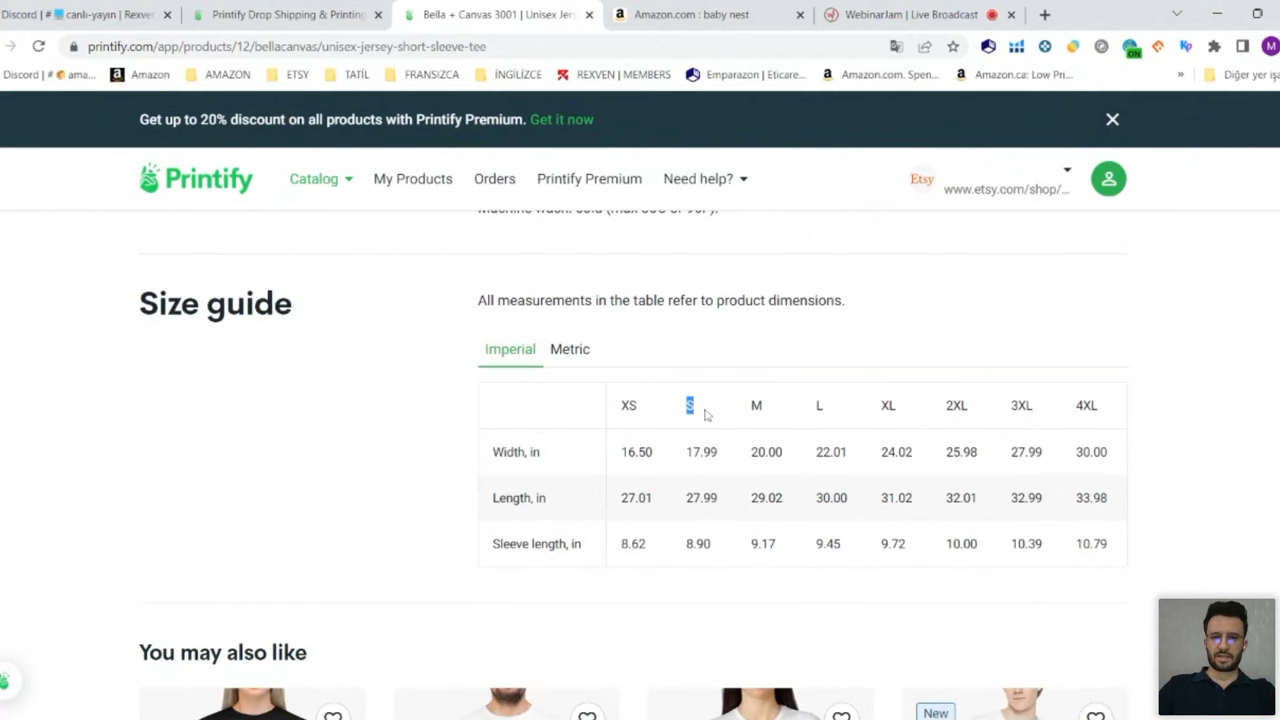 Discord | # canlı-yayın | Rexver
Printify Drop Shipping & Printing
Bella + Canvas 3001 | Unisex Jers
Amazon.com : baby nest
WebinarJam | Live Broadcast
printify.com/app/products/12/bellacanvas/unisex-jersey-short-sleeve-tee
ON
Discord | # ama...
Amazon
AMAZON
ETSY
TATİL
FRANSIZCA
İNGİLİZCE
REXVEN | MEMBERS
Emparazon | Eticare...
Amazon.com. Spen...
Amazon.ca: Low Pri...
»
Diğer yer işa
Get up to 20% discount on all products with Printify Premium. Get it now
Printify
Catalog
My Products
Orders
Printify Premium
Need help?
Etsy
www.etsy.com/shop/...
Size guide
All measurements in the table refer to product dimensions.
Imperial Metric
XS S M L XL 2XL 3XL 4XL
Width, in 16.50 17.99 20.00 22.01 24.02 25.98 27.99 30.00
Length, in 27.01 27.99 29.02 30.00 31.02 32.01 32.99 33.98
Sleeve length, in 8.62 8.90 9.17 9.45 9.72 10.00 10.39 10.79
You may also like
New